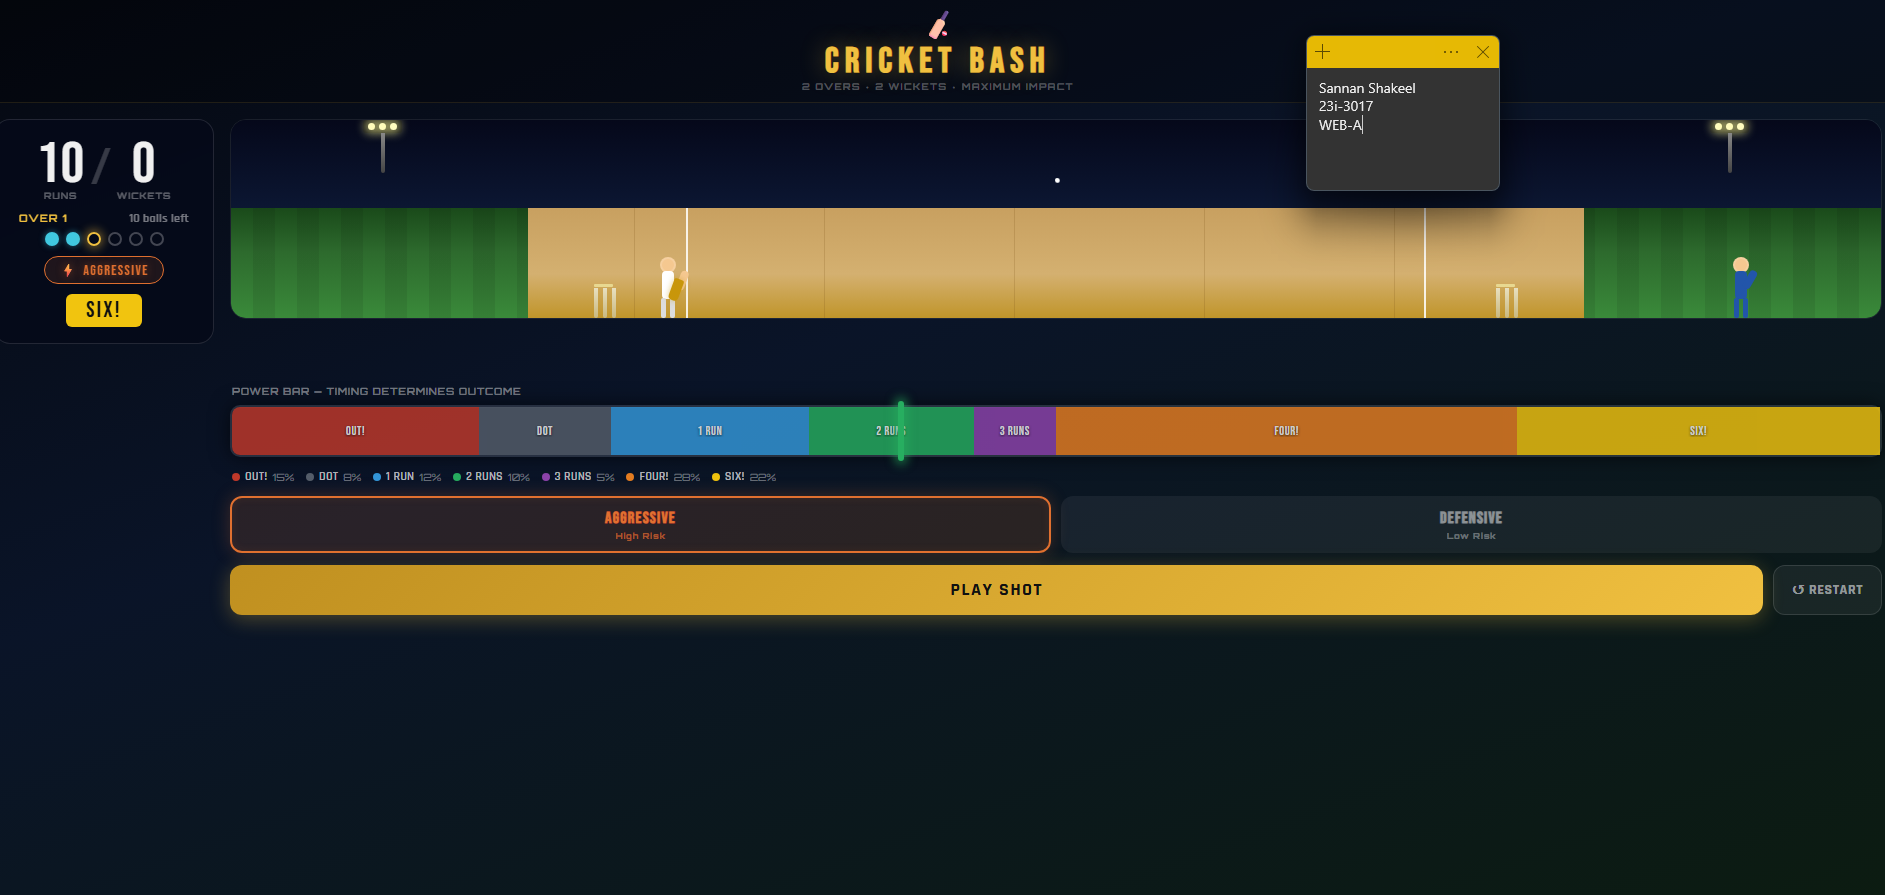 CRICKET BASH
2 OVERS · 2 WICKETS · MAXIMUM IMPACT
Sannan Shakeel
23i-3017
WEB-A
10 / 0
RUNS WICKETS
OVER 1 10 balls left
AGGRESSIVE
SIX!
POWER BAR – TIMING DETERMINES OUTCOME
OUT! DOT 1 RUN 2 RUNS 3 RUNS FOUR! SIX!
OUT! 15% DOT 8% 1 RUN 12% 2 RUNS 10% 3 RUNS 5% FOUR! 28% SIX! 22%
AGGRESSIVE DEFENSIVE
High Risk Low Risk
PLAY SHOT ↺ RESTART